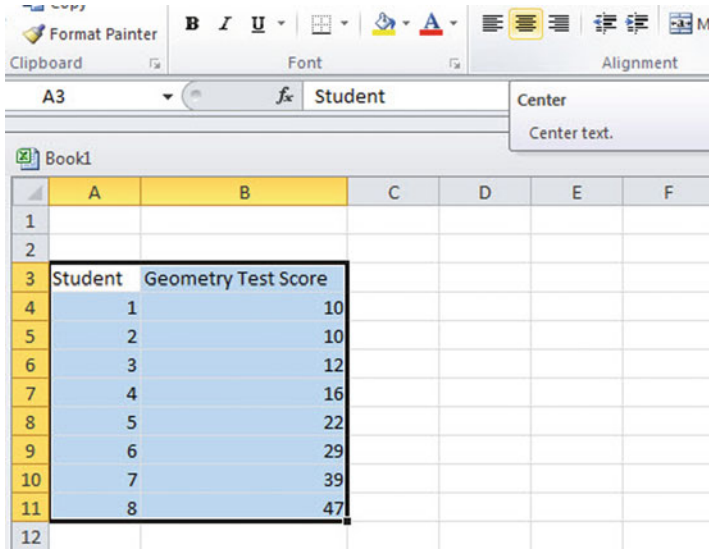 Copy
Format Painter
B I U A
M
Clipboard Font Alignment
A3 fx Student
Center
Center text.
Book1
A B C D E F
1
2
3 Student Geometry Test Score
4 1 10
5 2 10
6 3 12
7 4 16
8 5 22
9 6 29
10 7 39
11 8 47
12